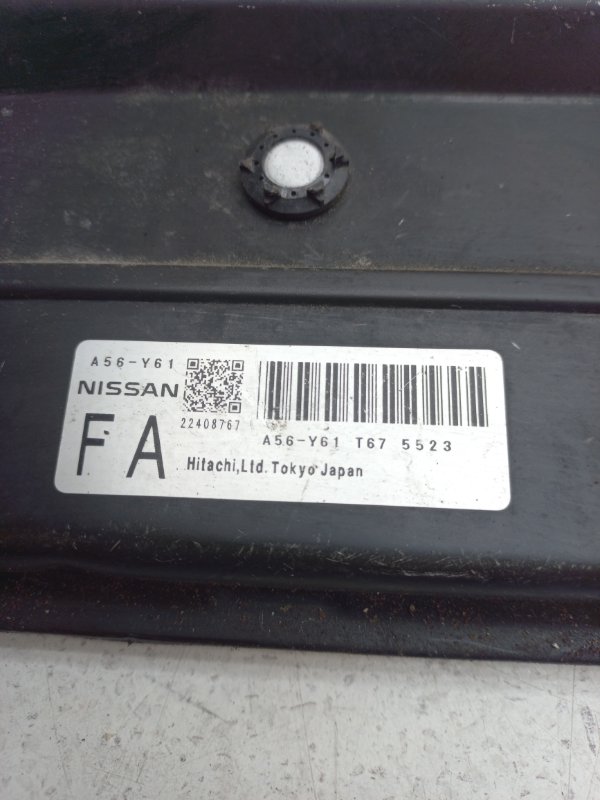 A56-Y61
NISSAN
22408767
FA
A56-Y61 T67 5523
Hitachi,Ltd.Tokyo Japan